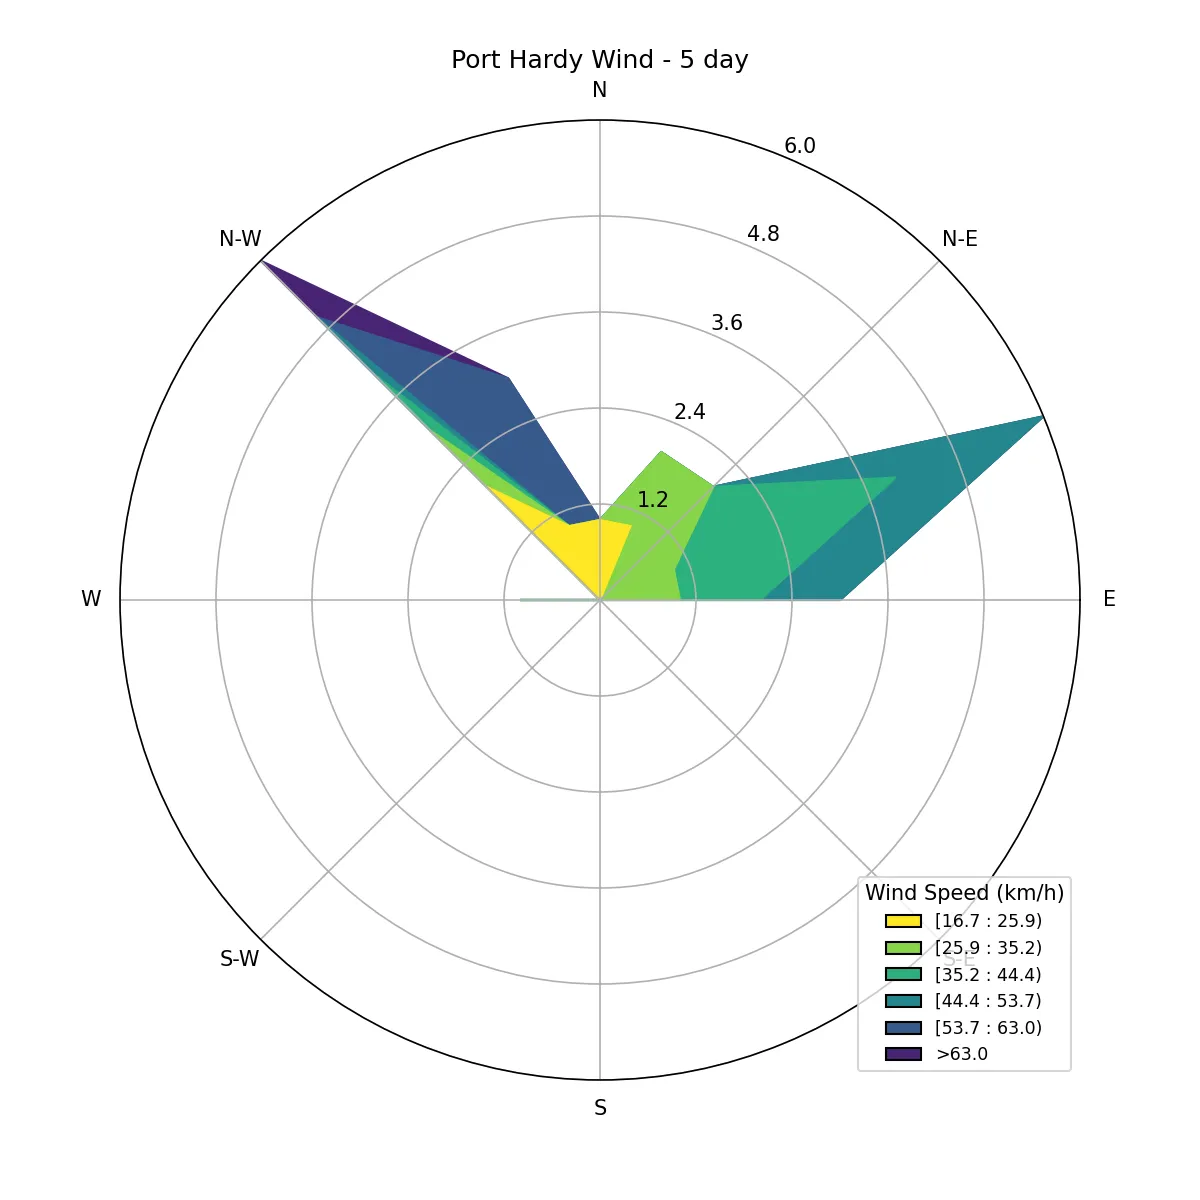 Port Hardy Wind - 5 day
N
6.0
N-W
4.8
N-E
3.6
2.4
1.2
W
E
S-W
S-E
S
Wind Speed (km/h)
[16.7 : 25.9)
[25.9 : 35.2)
[35.2 : 44.4)
[44.4 : 53.7)
[53.7 : 63.0)
>63.0